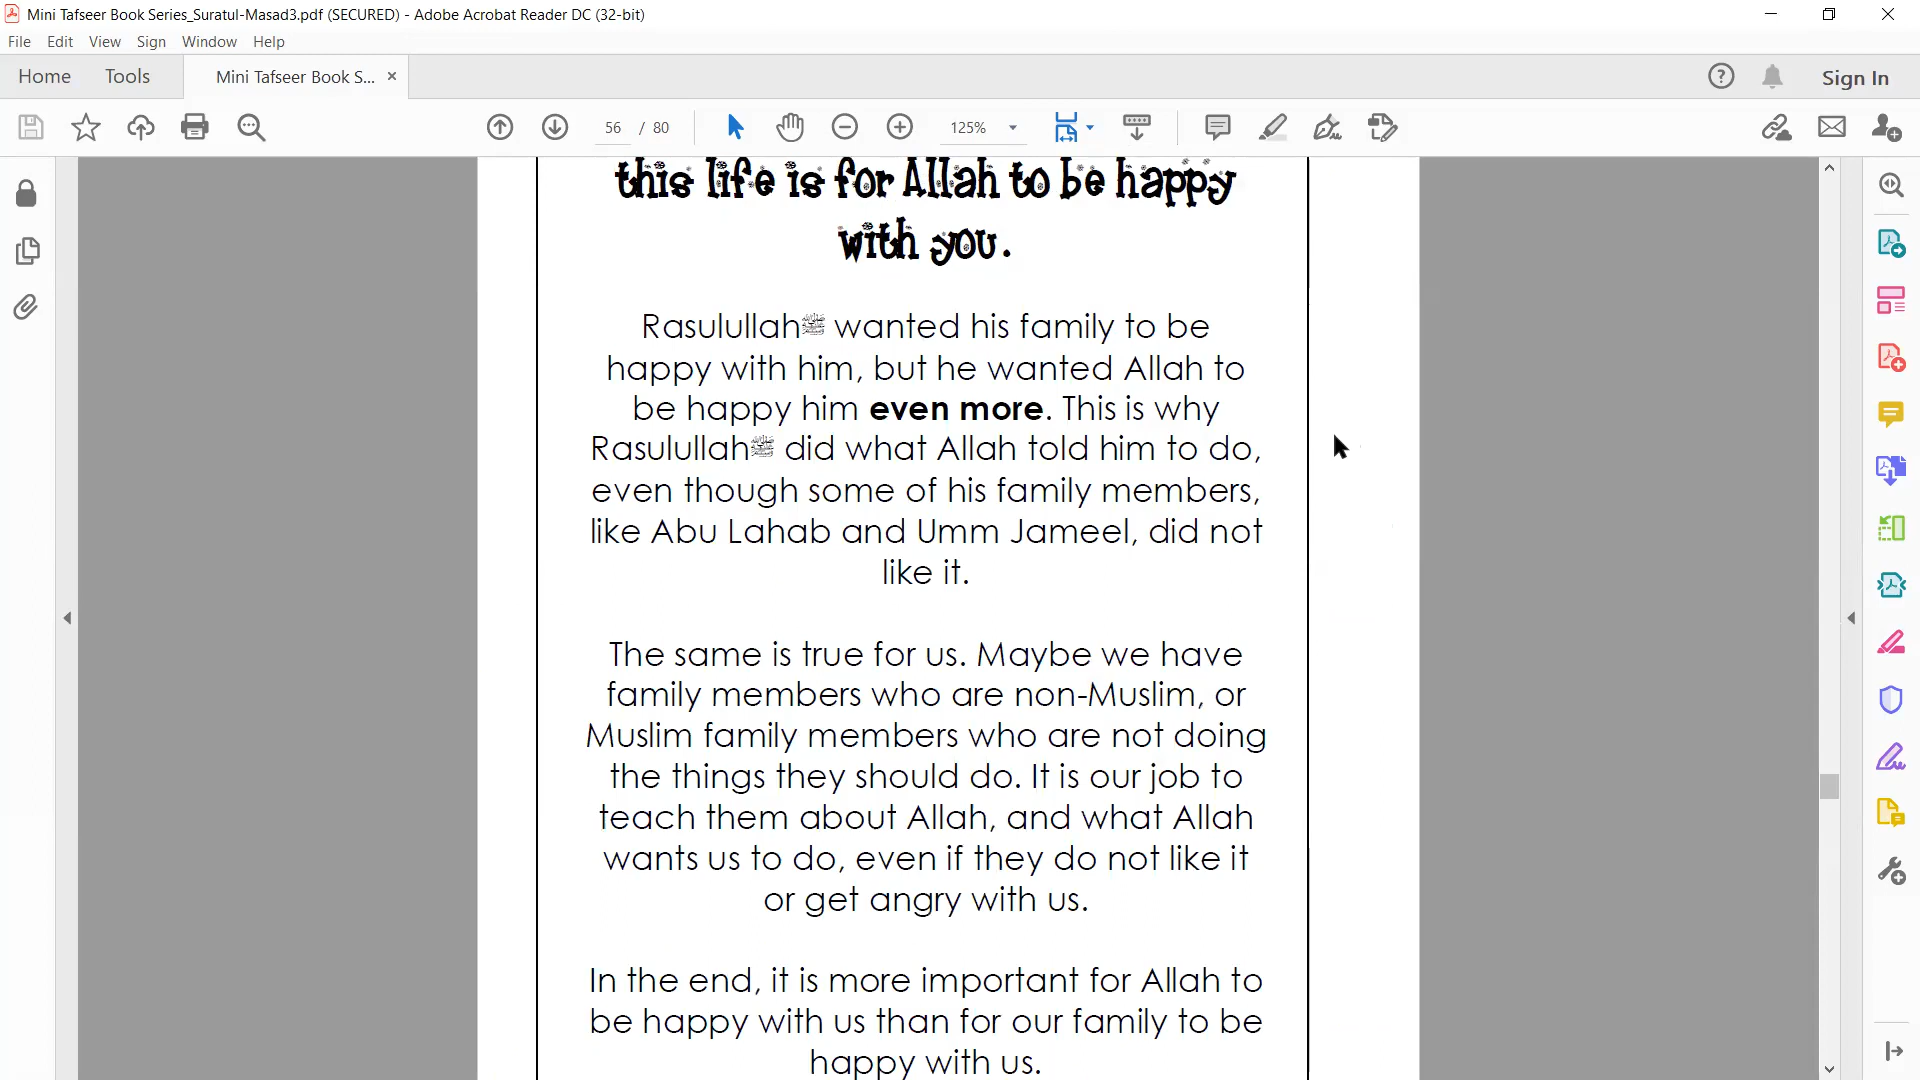 Mini Tafseer Book Series_Suratul-Masad3.pdf (SECURED) - Adobe Acrobat Reader DC (32-bit)
File Edit View Sign Window Help
Home Tools Mini Tafseer Book S... × Sign In
56 / 80 125%
this life is for Allah to be happy
with you.
Rasulullahﷺ wanted his family to be
happy with him, but he wanted Allah to
be happy him even more. This is why
Rasulullahﷺ did what Allah told him to do,
even though some of his family members,
like Abu Lahab and Umm Jameel, did not
like it.
The same is true for us. Maybe we have
family members who are non-Muslim, or
Muslim family members who are not doing
the things they should do. It is our job to
teach them about Allah, and what Allah
wants us to do, even if they do not like it
or get angry with us.
In the end, it is more important for Allah to
be happy with us than for our family to be
happy with us.